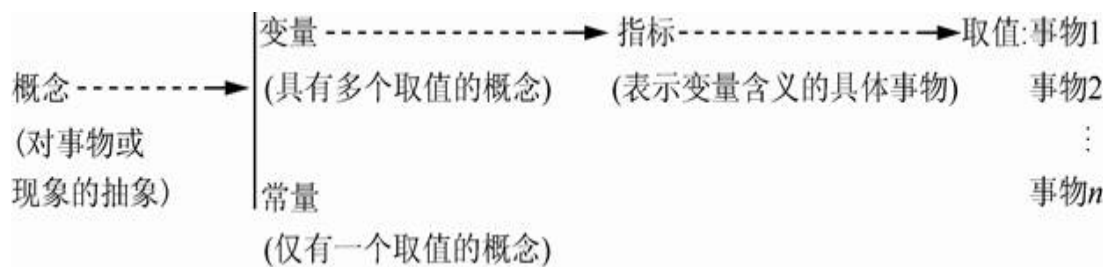 变量 指标 取值:事物1
概念 (具有多个取值的概念) (表示变量含义的具体事物) 事物2
(对事物或
⋮
现象的抽象) 常量 事物n
(仅有一个取值的概念)